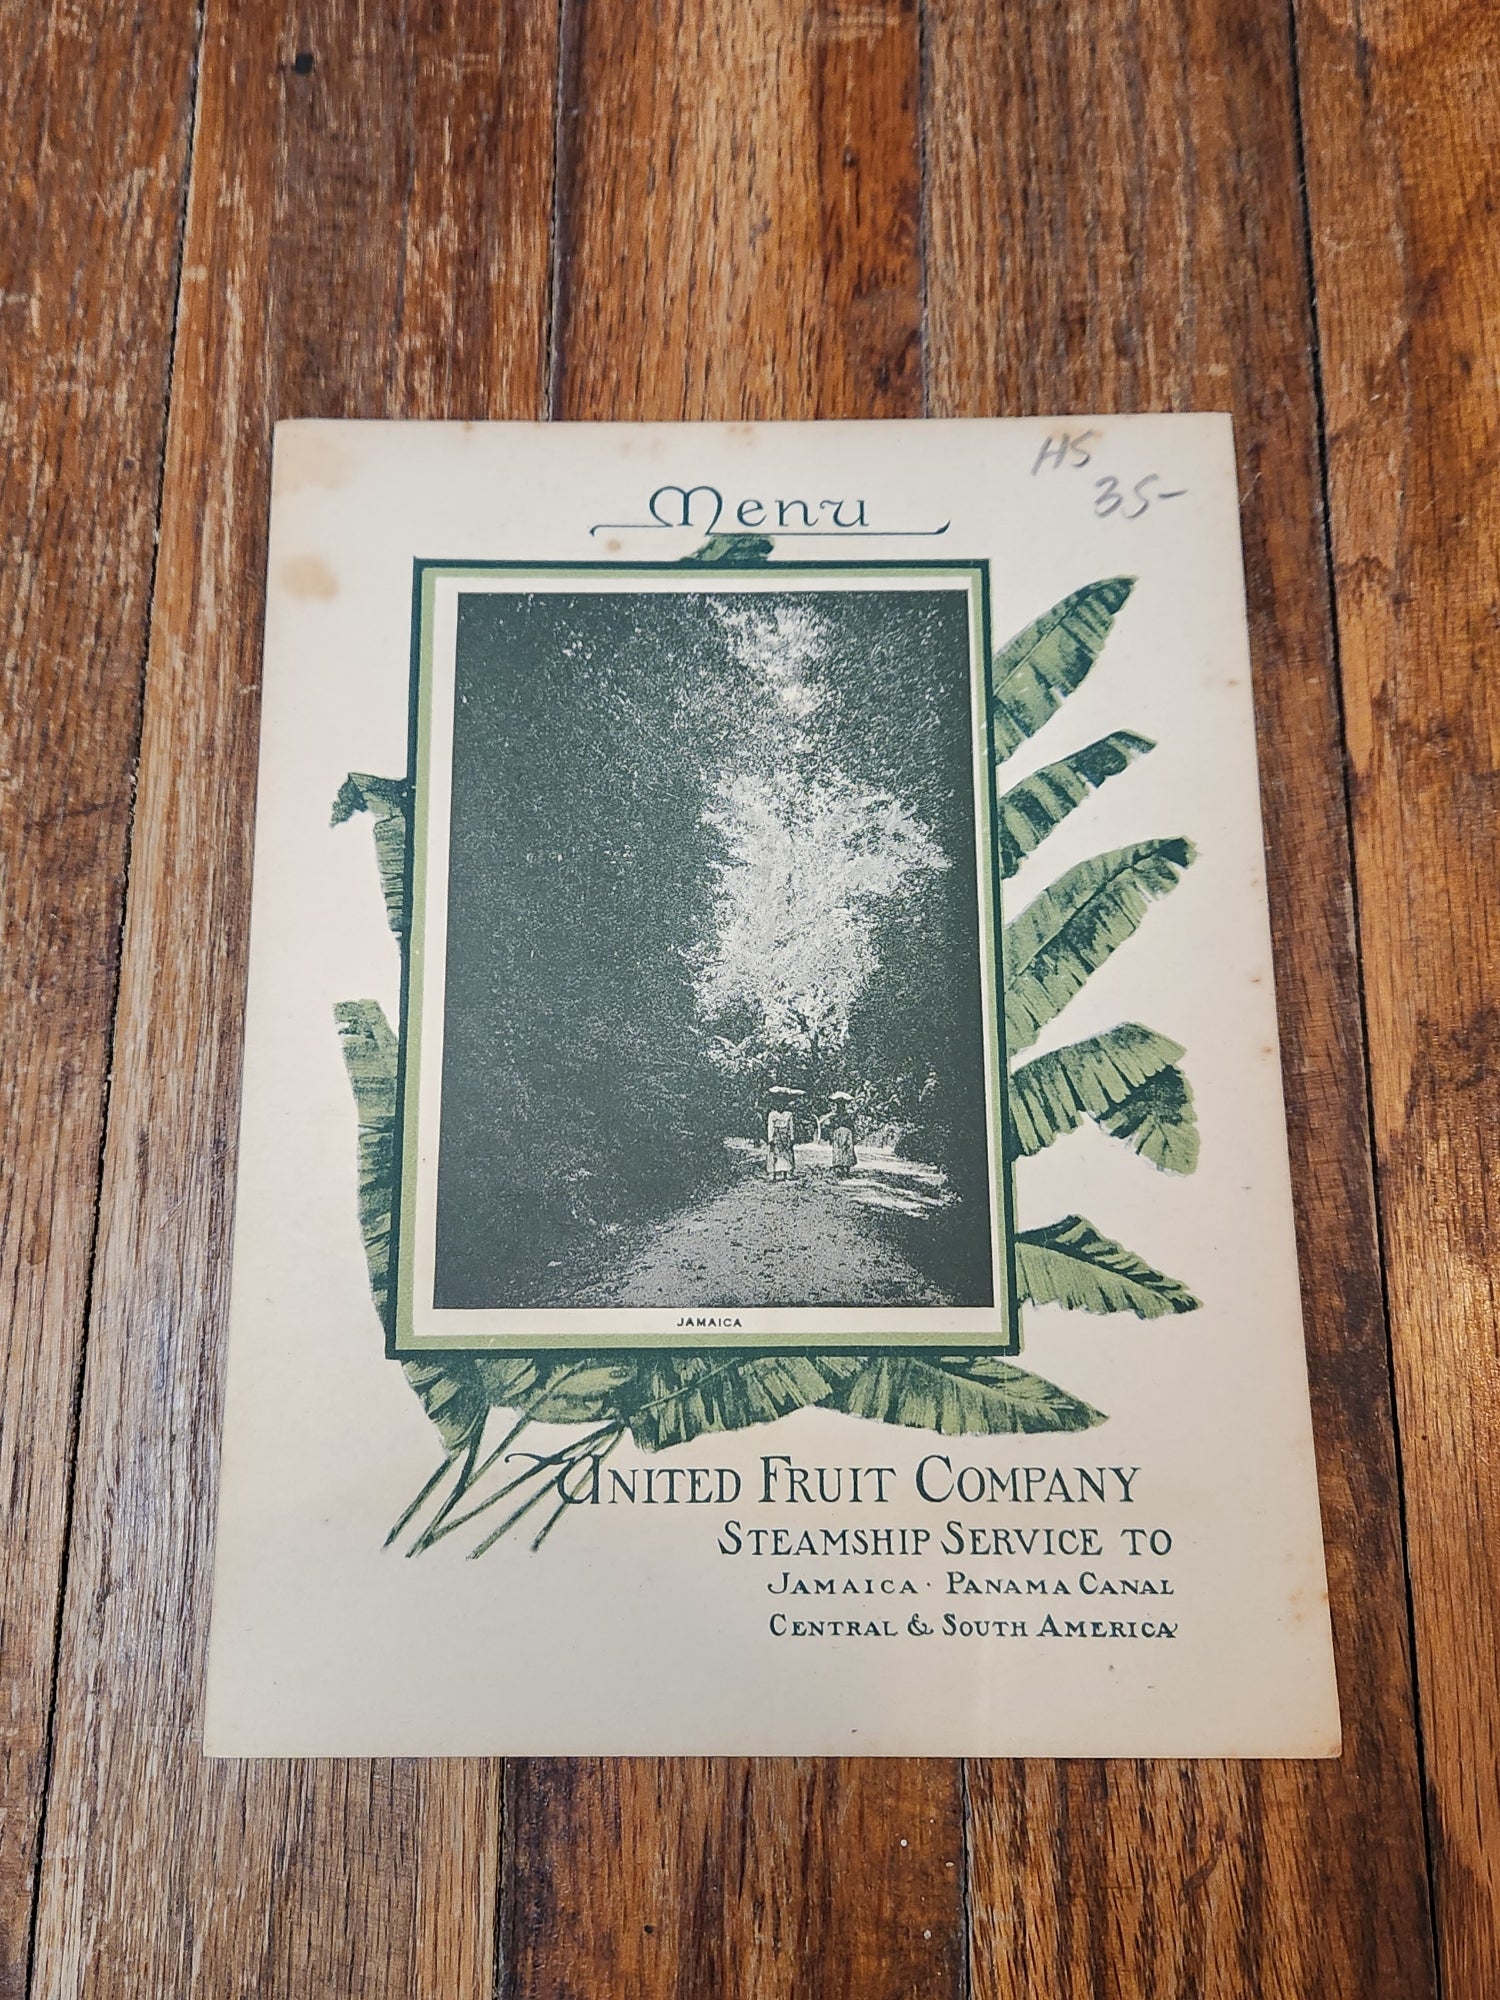 HS
35-
Menu
JAMAICA
UNITED FRUIT COMPANY
STEAMSHIP SERVICE TO
JAMAICA · PANAMA CANAL
CENTRAL & SOUTH AMERICA